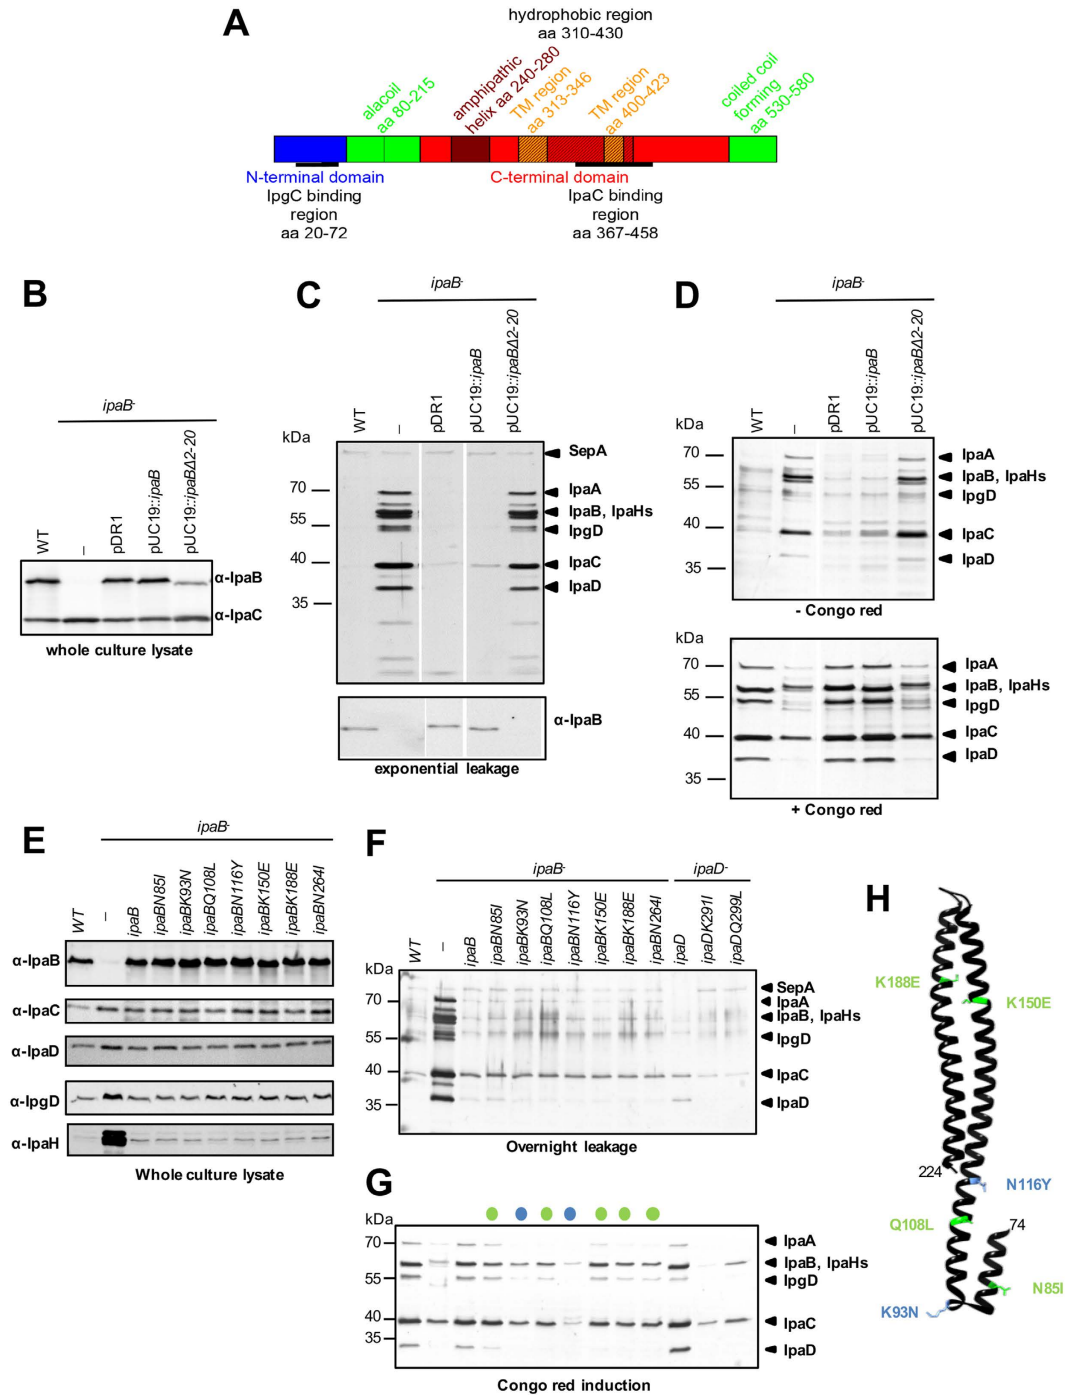 A
hydrophobic region
aa 310-430
alacoil
aa 80-215
amphipathic
helix aa 240-280
TM region
aa 313-346
TM region
aa 400-423
coiled coil
forming
aa 530-580
N-terminal domain
C-terminal domain
IpgC binding
region
aa 20-72
IpaC binding
region
aa 367-458
B
ipaB-
WT
–
pDR1
pUC19::ipaB
pUC19::ipaBΔ2-20
α-IpaB
α-IpaC
whole culture lysate
C
ipaB-
WT
–
pDR1
pUC19::ipaB
pUC19::ipaBΔ2-20
kDa
70
55
40
35
SepA
IpaA
IpaB, IpaHs
IpgD
IpaC
IpaD
α-IpaB
exponential leakage
D
ipaB-
WT
–
pDR1
pUC19::ipaB
pUC19::ipaBΔ2-20
kDa
70
55
40
35
IpaA
IpaB, IpaHs
IpgD
IpaC
IpaD
- Congo red
kDa
70
55
40
35
IpaA
IpaB, IpaHs
IpgD
IpaC
IpaD
+ Congo red
E
ipaB-
WT
–
ipaB
ipaBN85I
ipaBK93N
ipaBQ108L
ipaBN116Y
ipaBK150E
ipaBK188E
ipaBN264I
α-IpaB
α-IpaC
α-IpaD
α-IpgD
α-IpaH
Whole culture lysate
F
ipaB-
ipaD-
WT
–
ipaB
ipaBN85I
ipaBK93N
ipaBQ108L
ipaBN116Y
ipaBK150E
ipaBK188E
ipaBN264I
ipaD
ipaDK291I
ipaDQ299L
kDa
70
55
40
35
SepA
IpaA
IpaB, IpaHs
IpgD
IpaC
IpaD
Overnight leakage
G
kDa
70
55
40
35
IpaA
IpaB, IpaHs
IpgD
IpaC
IpaD
Congo red induction
H
K188E
K150E
224
N116Y
Q108L
74
N85I
K93N